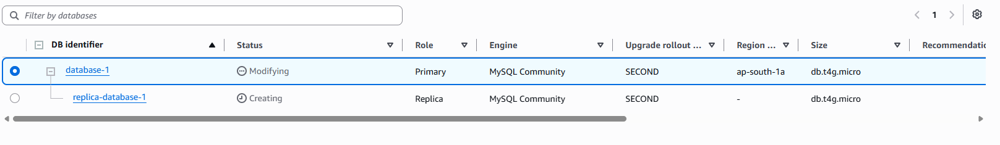 Filter by databases
1
DB identifier Status Role Engine Upgrade rollout ... Region ... Size Recommendatic
database-1 Modifying Primary MySQL Community SECOND ap-south-1a db.t4g.micro
replica-database-1 Creating Replica MySQL Community SECOND - db.t4g.micro